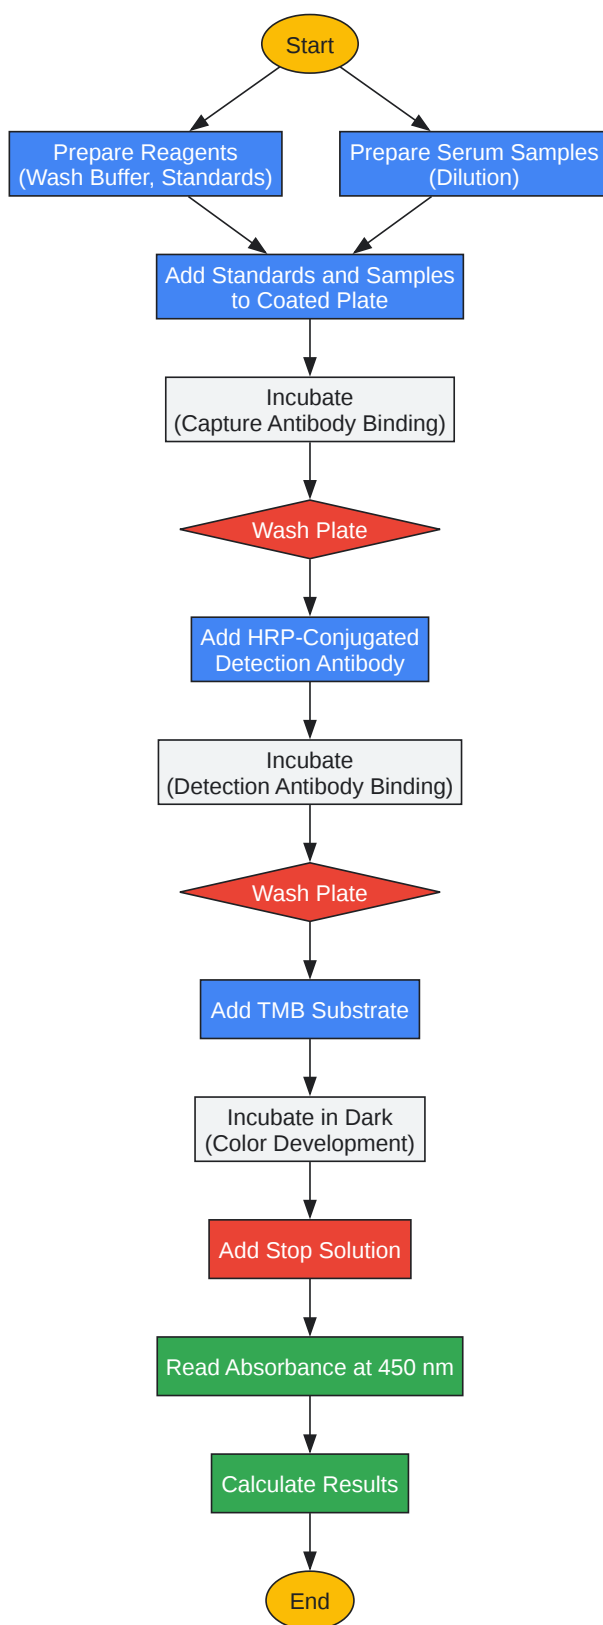 Start
Prepare Reagents
(Wash Buffer, Standards)
Prepare Serum Samples
(Dilution)
Add Standards and Samples
to Coated Plate
Incubate
(Capture Antibody Binding)
Wash Plate
Add HRP-Conjugated
Detection Antibody
Incubate
(Detection Antibody Binding)
Wash Plate
Add TMB Substrate
Incubate in Dark
(Color Development)
Add Stop Solution
Read Absorbance at 450 nm
Calculate Results
End